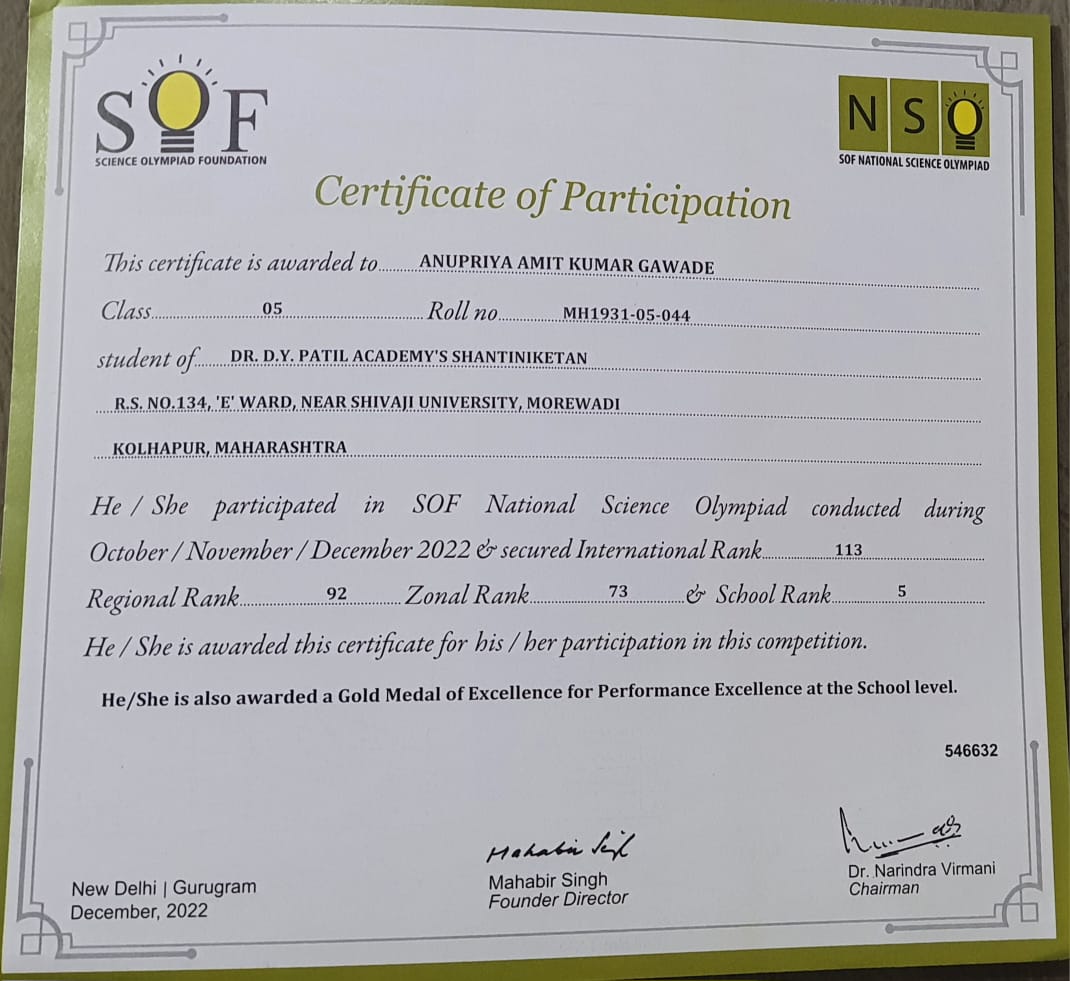 SOF
SCIENCE OLYMPIAD FOUNDATION
NSO
SOF NATIONAL SCIENCE OLYMPIAD
Certificate of Participation
This certificate is awarded to ANUPRIYA AMIT KUMAR GAWADE
Class 05 Roll no MH1931-05-044
student of DR. D.Y. PATIL ACADEMY'S SHANTINIKETAN
R.S. NO.134, 'E' WARD, NEAR SHIVAJI UNIVERSITY, MOREWADI
KOLHAPUR, MAHARASHTRA
He / She participated in SOF National Science Olympiad conducted during
October / November / December 2022 & secured International Rank 113
Regional Rank 92 Zonal Rank 73 & School Rank 5
He / She is awarded this certificate for his / her participation in this competition.
He/She is also awarded a Gold Medal of Excellence for Performance Excellence at the School level.
546632
Mahabir Singh
Mahabir Singh
Founder Director
Dr. Narindra Virmani
Chairman
New Delhi | Gurugram
December, 2022